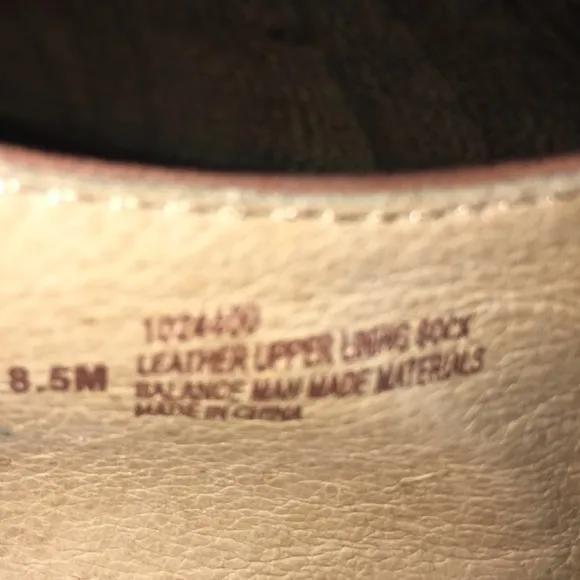 1024400
8.5M
LEATHER UPPER LINING SOCK
BALANCE MAN MADE MATERIALS
MADE IN CHINA